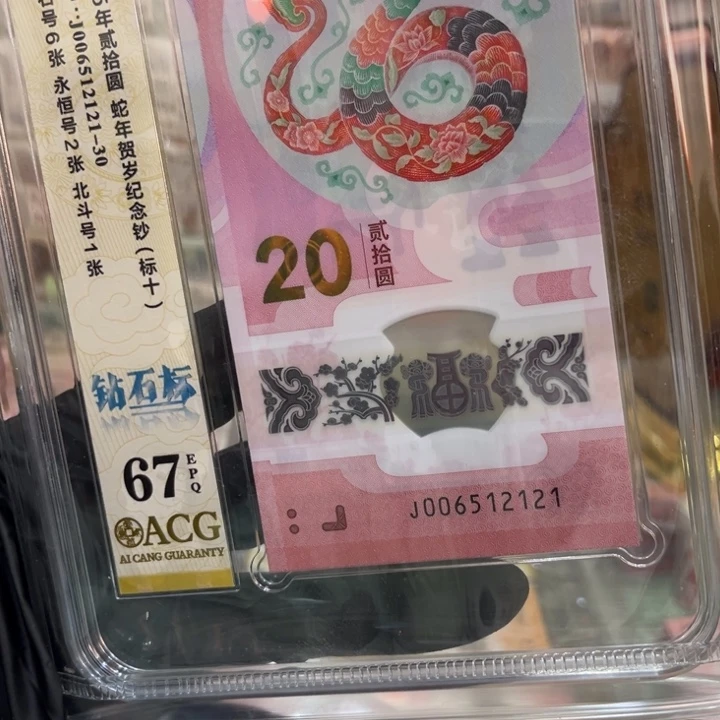 5年贰拾圆 蛇年贺岁纪念钞(标十)
:J006512121-30
石号6张 永恒号2张 北斗号1张
钻石标
67 EPQ
ACG
AI CANG GUARANTY
20 贰拾圆
福
J006512121